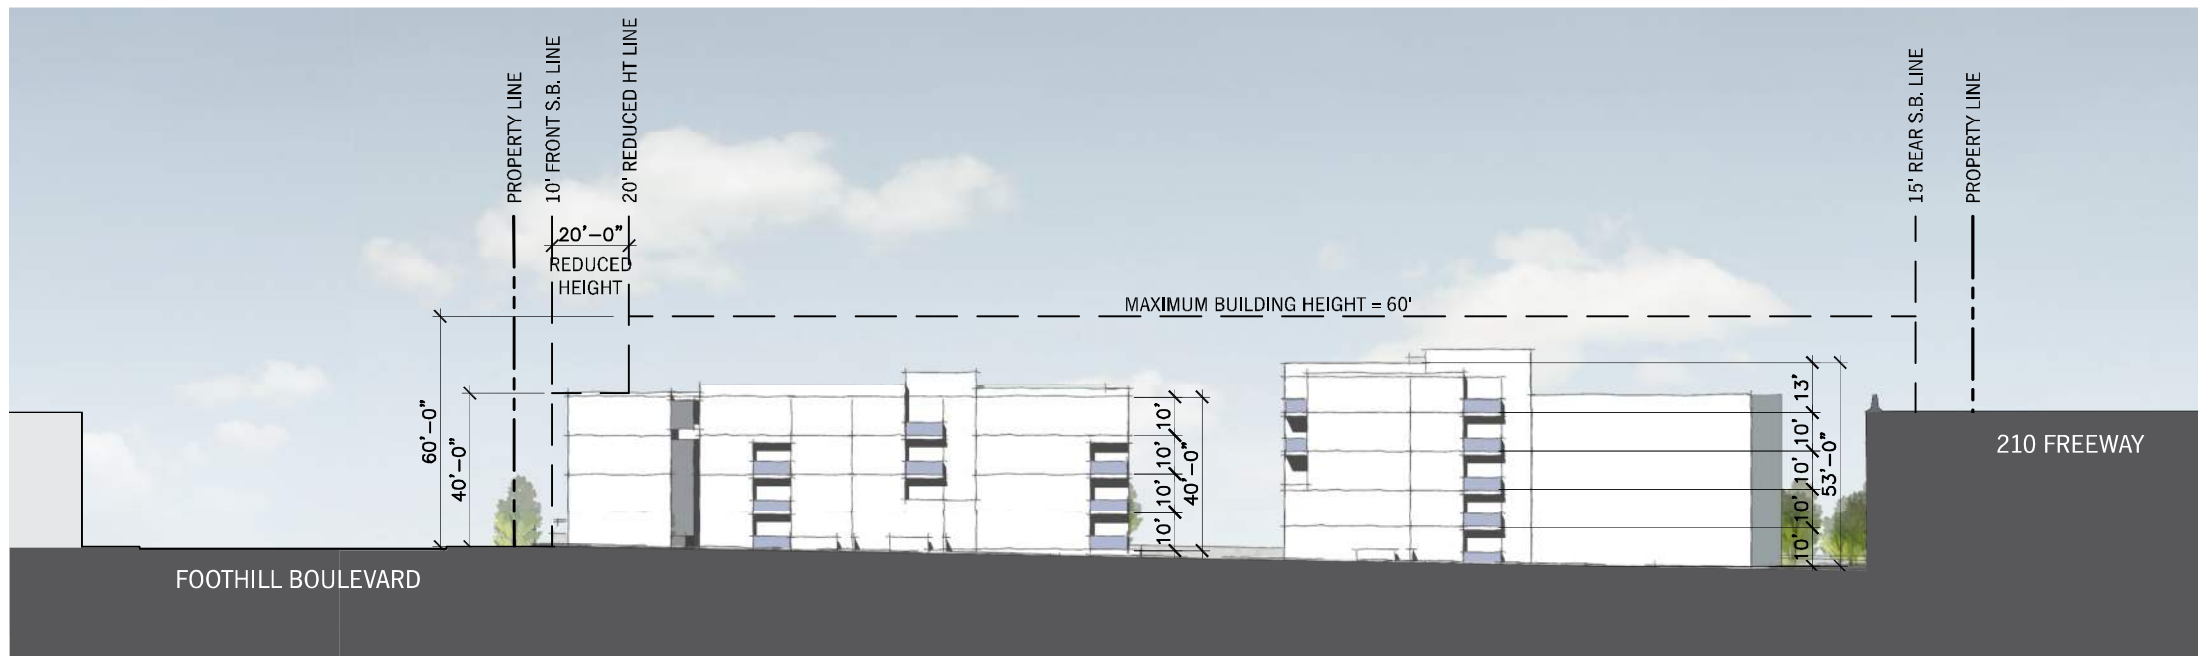 PROPERTY LINE
10' FRONT S.B. LINE
20' REDUCED HT LINE
15' REAR S.B. LINE
PROPERTY LINE
20'-0"
REDUCED
HEIGHT
MAXIMUM BUILDING HEIGHT = 60'
60'-0"
40'-0"
10'
10'
10'
10'
40'-0"
13'
10'
10'
10'
10'
53'-0"
210 FREEWAY
FOOTHILL BOULEVARD